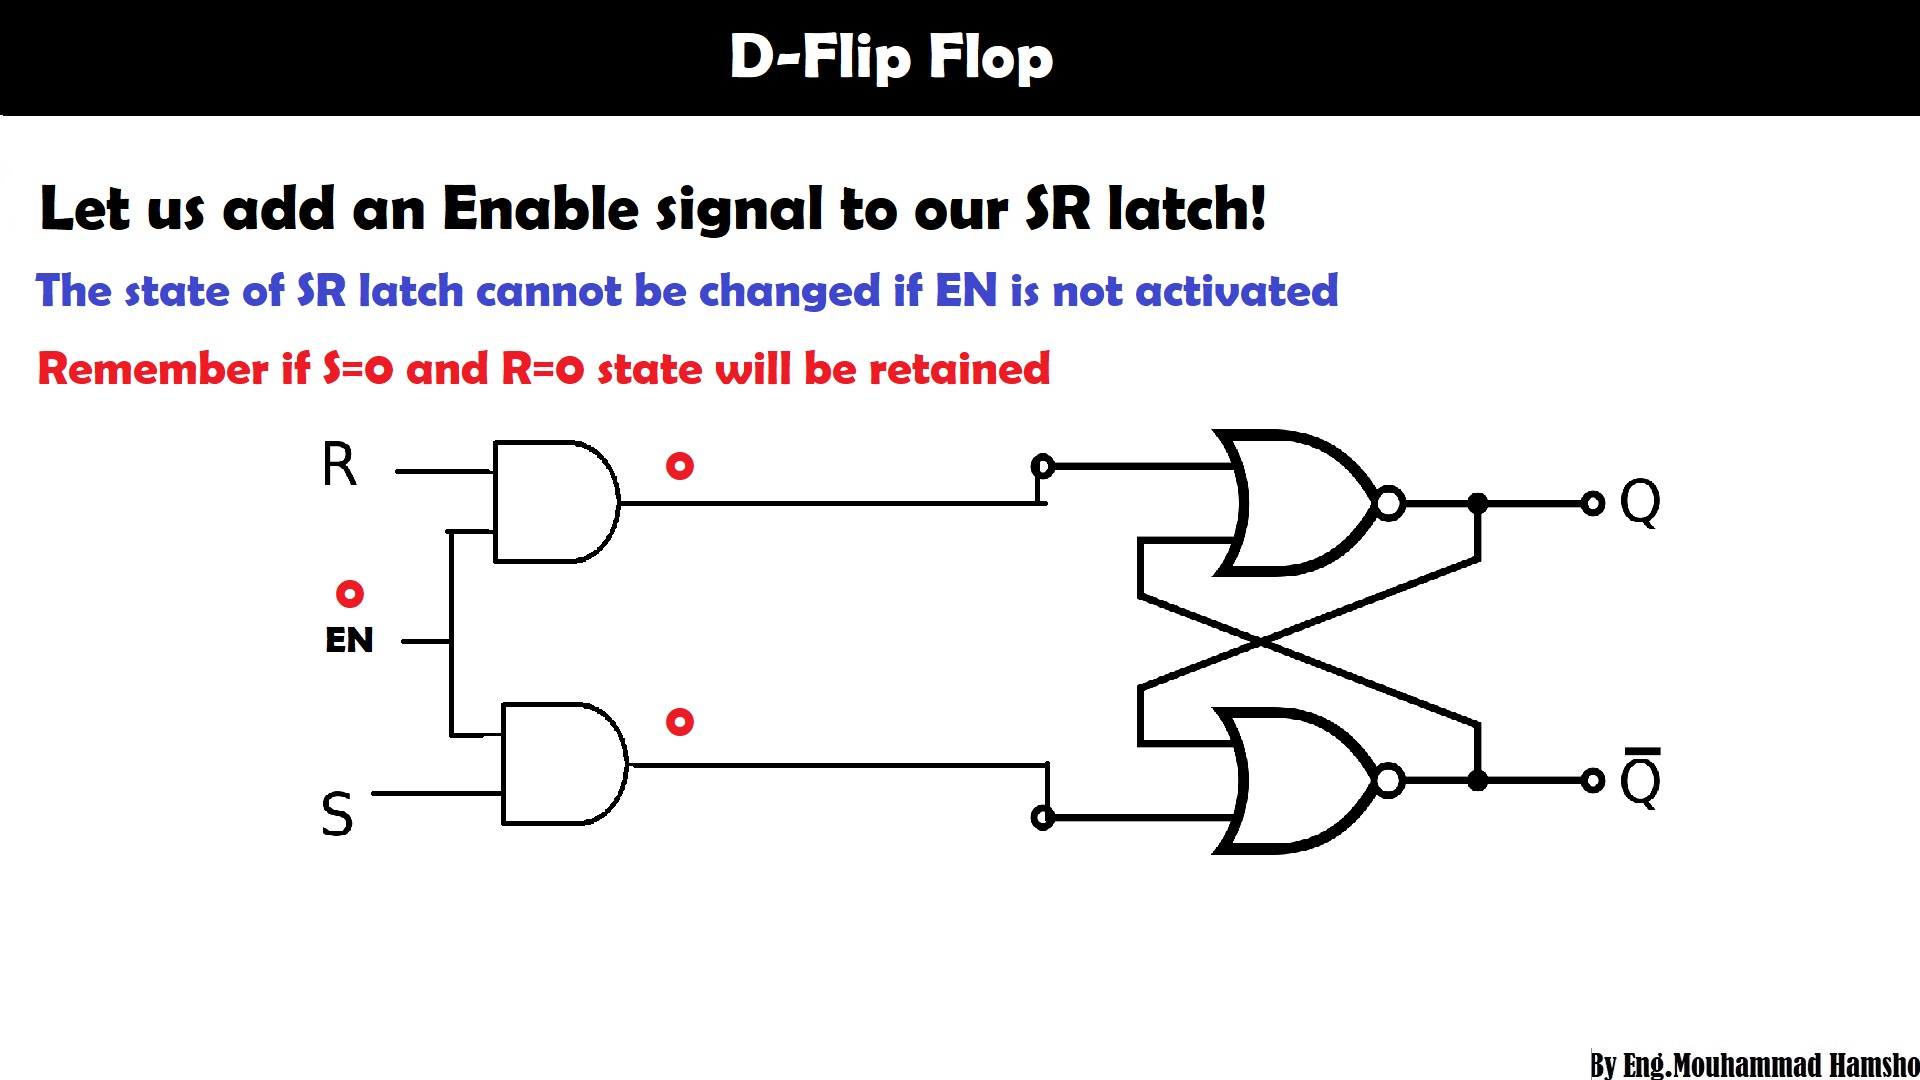 D-Flip Flop
Let us add an Enable signal to our SR latch!
The state of SR latch cannot be changed if EN is not activated
Remember if S=0 and R=0 state will be retained
R
0
Q
0
EN
0
S
Q̅
By Eng.Mouhammad Hamsho